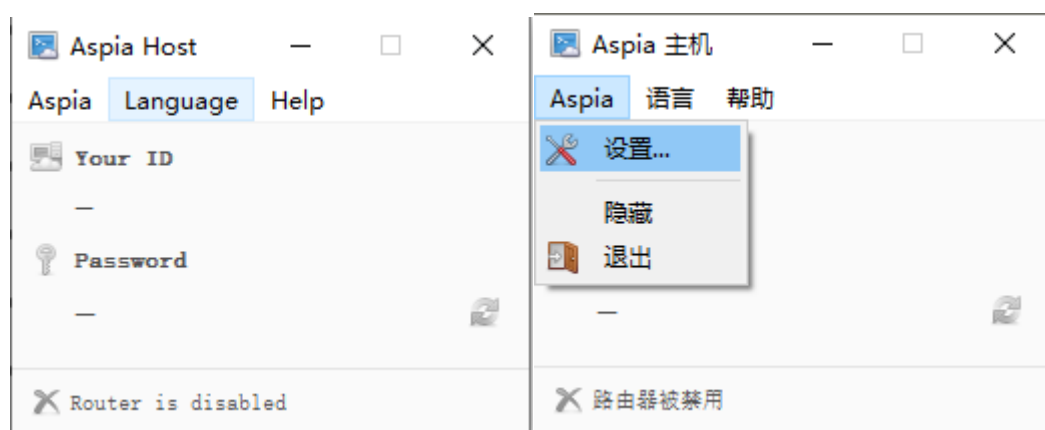 Aspia Host
Aspia Language Help
Your ID
–
Password
–
Router is disabled
Aspia 主机
Aspia 语言 帮助
设置...
隐藏
退出
–
路由器被禁用